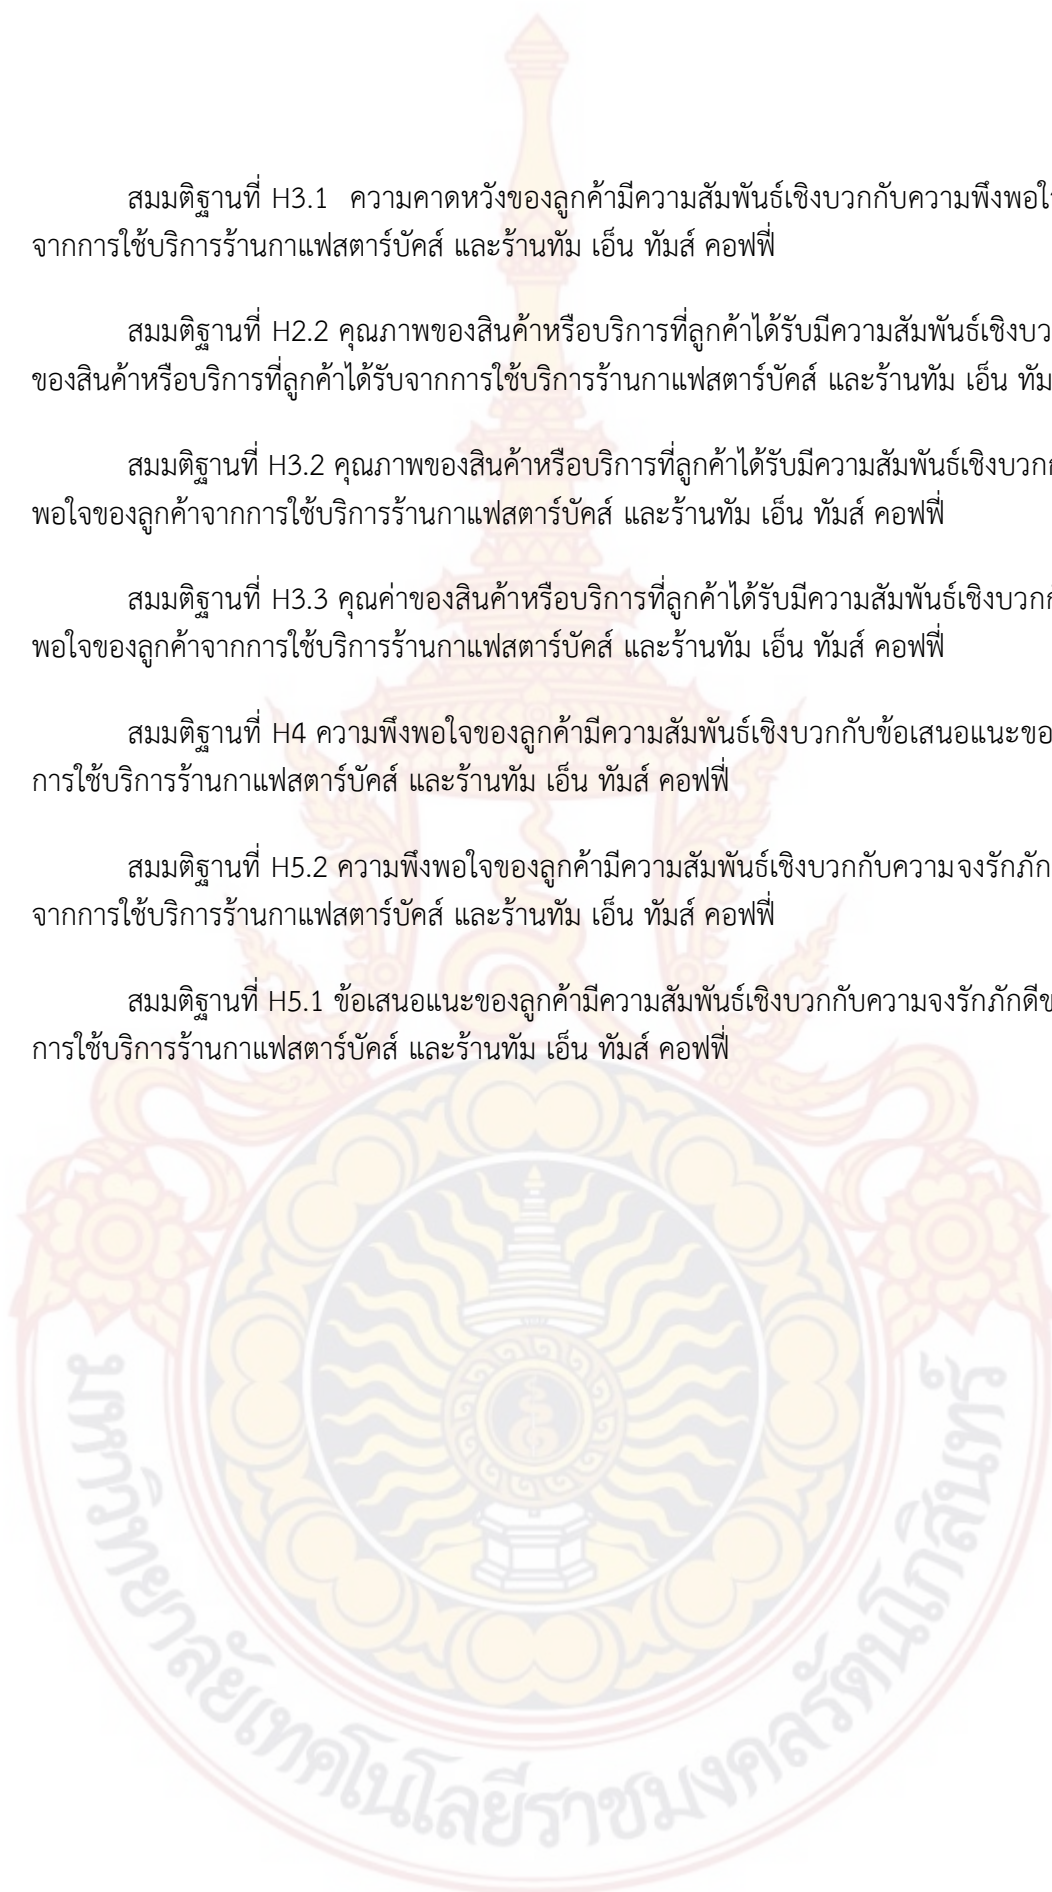 สมมติฐานที่ H3.1 ความคาดหวังของลูกค้ามีความสัมพันธ์เชิงบวกกับความพึงพอใ
จากการใช้บริการร้านกาแฟสตาร์บัคส์ และร้านทัม เอ็น ทัมส์ คอฟฟี่
สมมติฐานที่ H2.2 คุณภาพของสินค้าหรือบริการที่ลูกค้าได้รับมีความสัมพันธ์เชิงบว
ของสินค้าหรือบริการที่ลูกค้าได้รับจากการใช้บริการร้านกาแฟสตาร์บัคส์ และร้านทัม เอ็น ทัม
สมมติฐานที่ H3.2 คุณภาพของสินค้าหรือบริการที่ลูกค้าได้รับมีความสัมพันธ์เชิงบวก
พอใจของลูกค้าจากการใช้บริการร้านกาแฟสตาร์บัคส์ และร้านทัม เอ็น ทัมส์ คอฟฟี่
สมมติฐานที่ H3.3 คุณค่าของสินค้าหรือบริการที่ลูกค้าได้รับมีความสัมพันธ์เชิงบวก
พอใจของลูกค้าจากการใช้บริการร้านกาแฟสตาร์บัคส์ และร้านทัม เอ็น ทัมส์ คอฟฟี่
สมมติฐานที่ H4 ความพึงพอใจของลูกค้ามีความสัมพันธ์เชิงบวกกับข้อเสนอแนะขอ
การใช้บริการร้านกาแฟสตาร์บัคส์ และร้านทัม เอ็น ทัมส์ คอฟฟี่
สมมติฐานที่ H5.2 ความพึงพอใจของลูกค้ามีความสัมพันธ์เชิงบวกกับความจงรักภัก
จากการใช้บริการร้านกาแฟสตาร์บัคส์ และร้านทัม เอ็น ทัมส์ คอฟฟี่
สมมติฐานที่ H5.1 ข้อเสนอแนะของลูกค้ามีความสัมพันธ์เชิงบวกกับความจงรักภักดีข
การใช้บริการร้านกาแฟสตาร์บัคส์ และร้านทัม เอ็น ทัมส์ คอฟฟี่
มหาวิทยาลัยเทคโนโลยีราชมงคลรัตนโกสินทร์